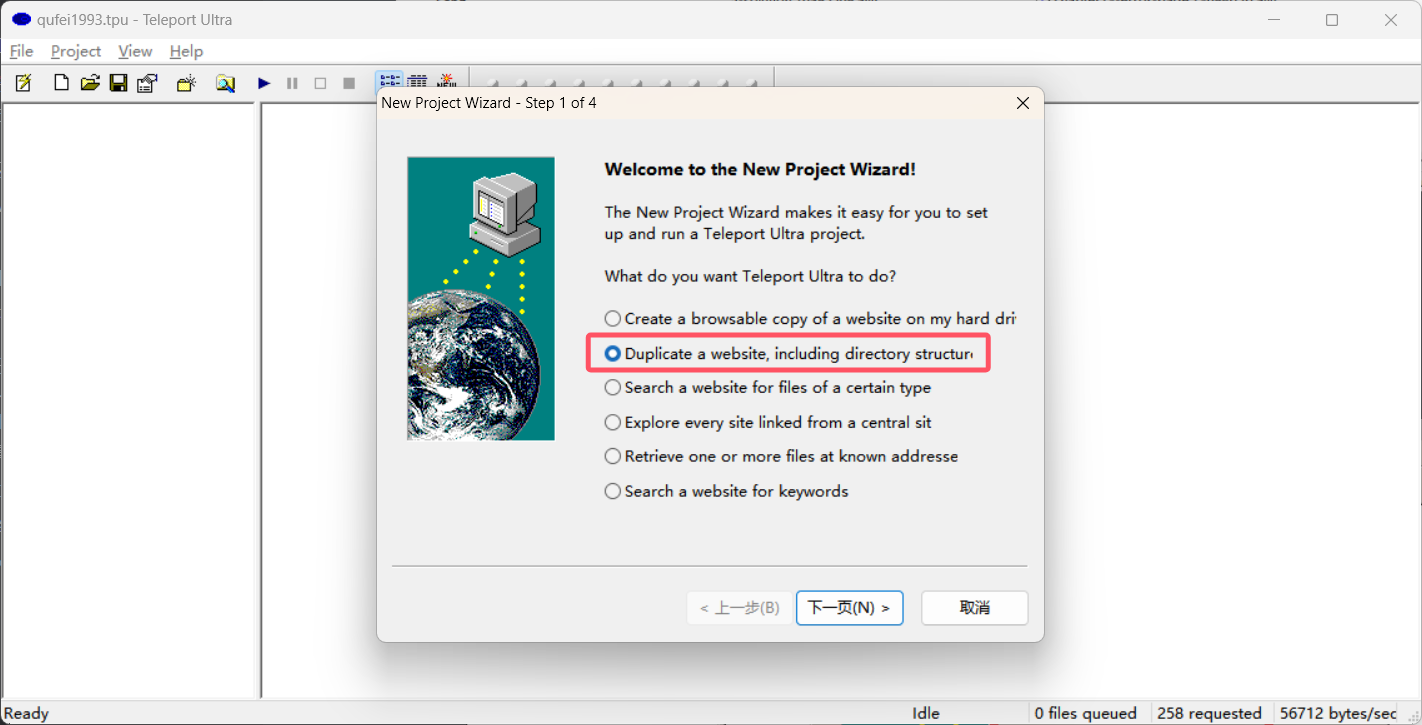 qufei1993.tpu - Teleport Ultra
File Project View Help
New Project Wizard - Step 1 of 4
Welcome to the New Project Wizard!
The New Project Wizard makes it easy for you to set
up and run a Teleport Ultra project.
What do you want Teleport Ultra to do?
Create a browsable copy of a website on my hard dri
Duplicate a website, including directory structure
Search a website for files of a certain type
Explore every site linked from a central sit
Retrieve one or more files at known addresse
Search a website for keywords
< 上一步(B) 下一页(N) > 取消
Ready Idle 0 files queued 258 requested 56712 bytes/sec